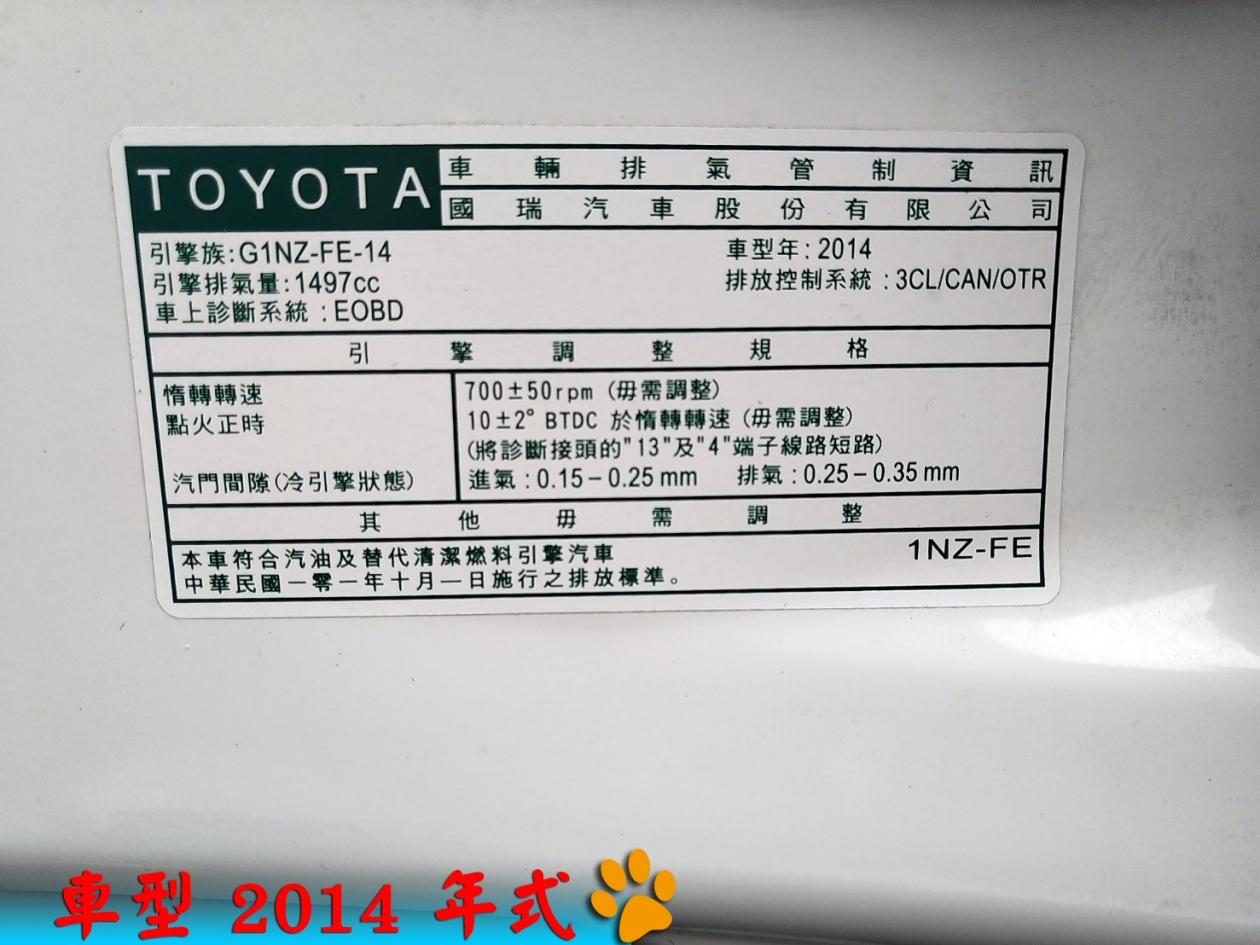 TOYOTA
車輛排氣管制資訊
國瑞汽車股份有限公司
引擎族:G1NZ-FE-14
車型年:2014
引擎排氣量:1497cc
排放控制系統:3CL/CAN/OTR
車上診斷系統:EOBD
引擎調整規格
惰轉轉速
700±50rpm (毋需調整)
點火正時
10±2° BTDC 於惰轉轉速 (毋需調整)
(將診斷接頭的"13"及"4"端子線路短路)
汽門間隙(冷引擎狀態)
進氣:0.15-0.25mm 排氣:0.25-0.35mm
其他毋需調整
本車符合汽油及替代清潔燃料引擎汽車
1NZ-FE
中華民國一零一年十月一日施行之排放標準。
車型 2014 年式